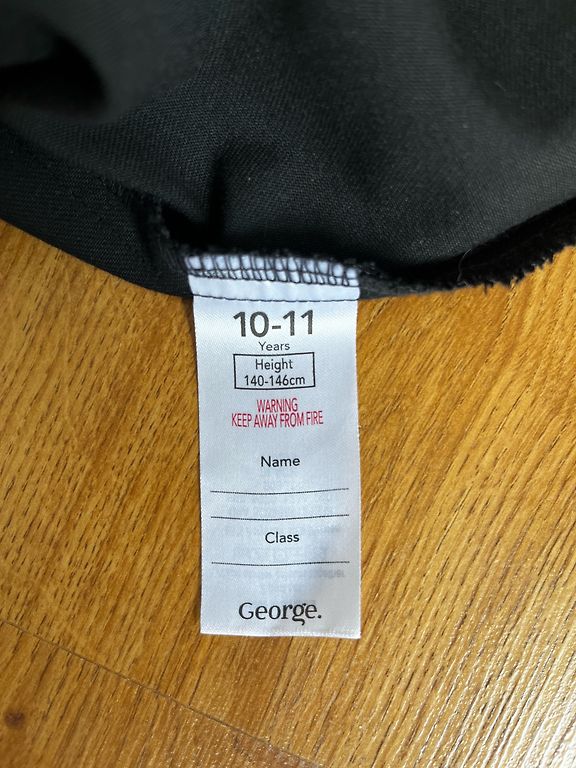 10-11
Years
Height
140-146cm
WARNING
KEEP AWAY FROM FIRE
Name
Class
George.